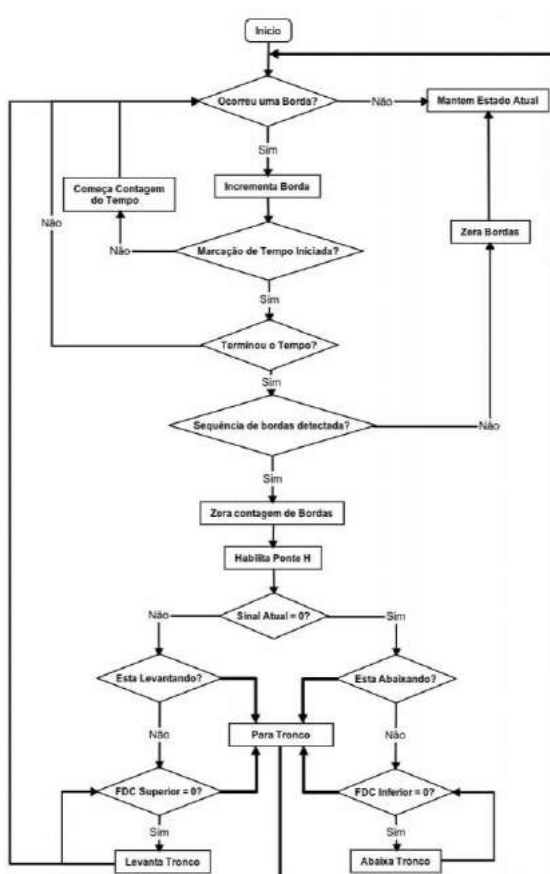 Inicio
Ocorreu uma Borda?
Não
Mantem Estado Atual
Sim
Incrementa Borda
Começa Contagem
do Tempo
Não
Não
Marcação de Tempo Iniciada?
Zera Bordas
Sim
Terminou o Tempo?
Sim
Sequência de bordas detectada?
Não
Sim
Zera contagem de Bordas
Habilita Ponte H
Sinal Atual = 0?
Não
Sim
Esta Levantando?
Esta Abaixando?
Para Tronco
Não
Não
FDC Superior = 0?
FDC Inferior = 0?
Sim
Sim
Levanta Tronco
Abaixa Tronco